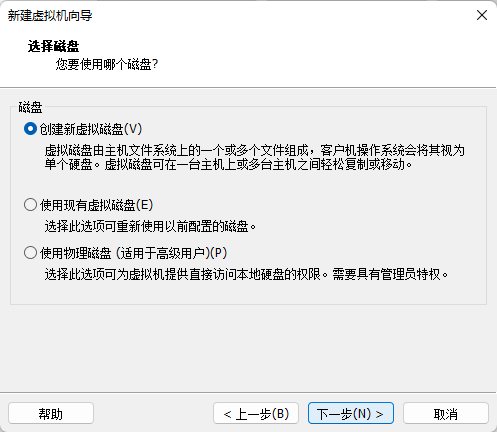 新建虚拟机向导
选择磁盘
您要使用哪个磁盘?
磁盘
创建新虚拟磁盘(V)
虚拟磁盘由主机文件系统上的一个或多个文件组成，客户机操作系统会将其视为
单个硬盘。虚拟磁盘可在一台主机上或多台主机之间轻松复制或移动。
使用现有虚拟磁盘(E)
选择此选项可重新使用以前配置的磁盘。
使用物理磁盘 (适用于高级用户)(P)
选择此选项可为虚拟机提供直接访问本地硬盘的权限。需要具有管理员特权。
帮助
< 上一步(B)
下一步(N) >
取消